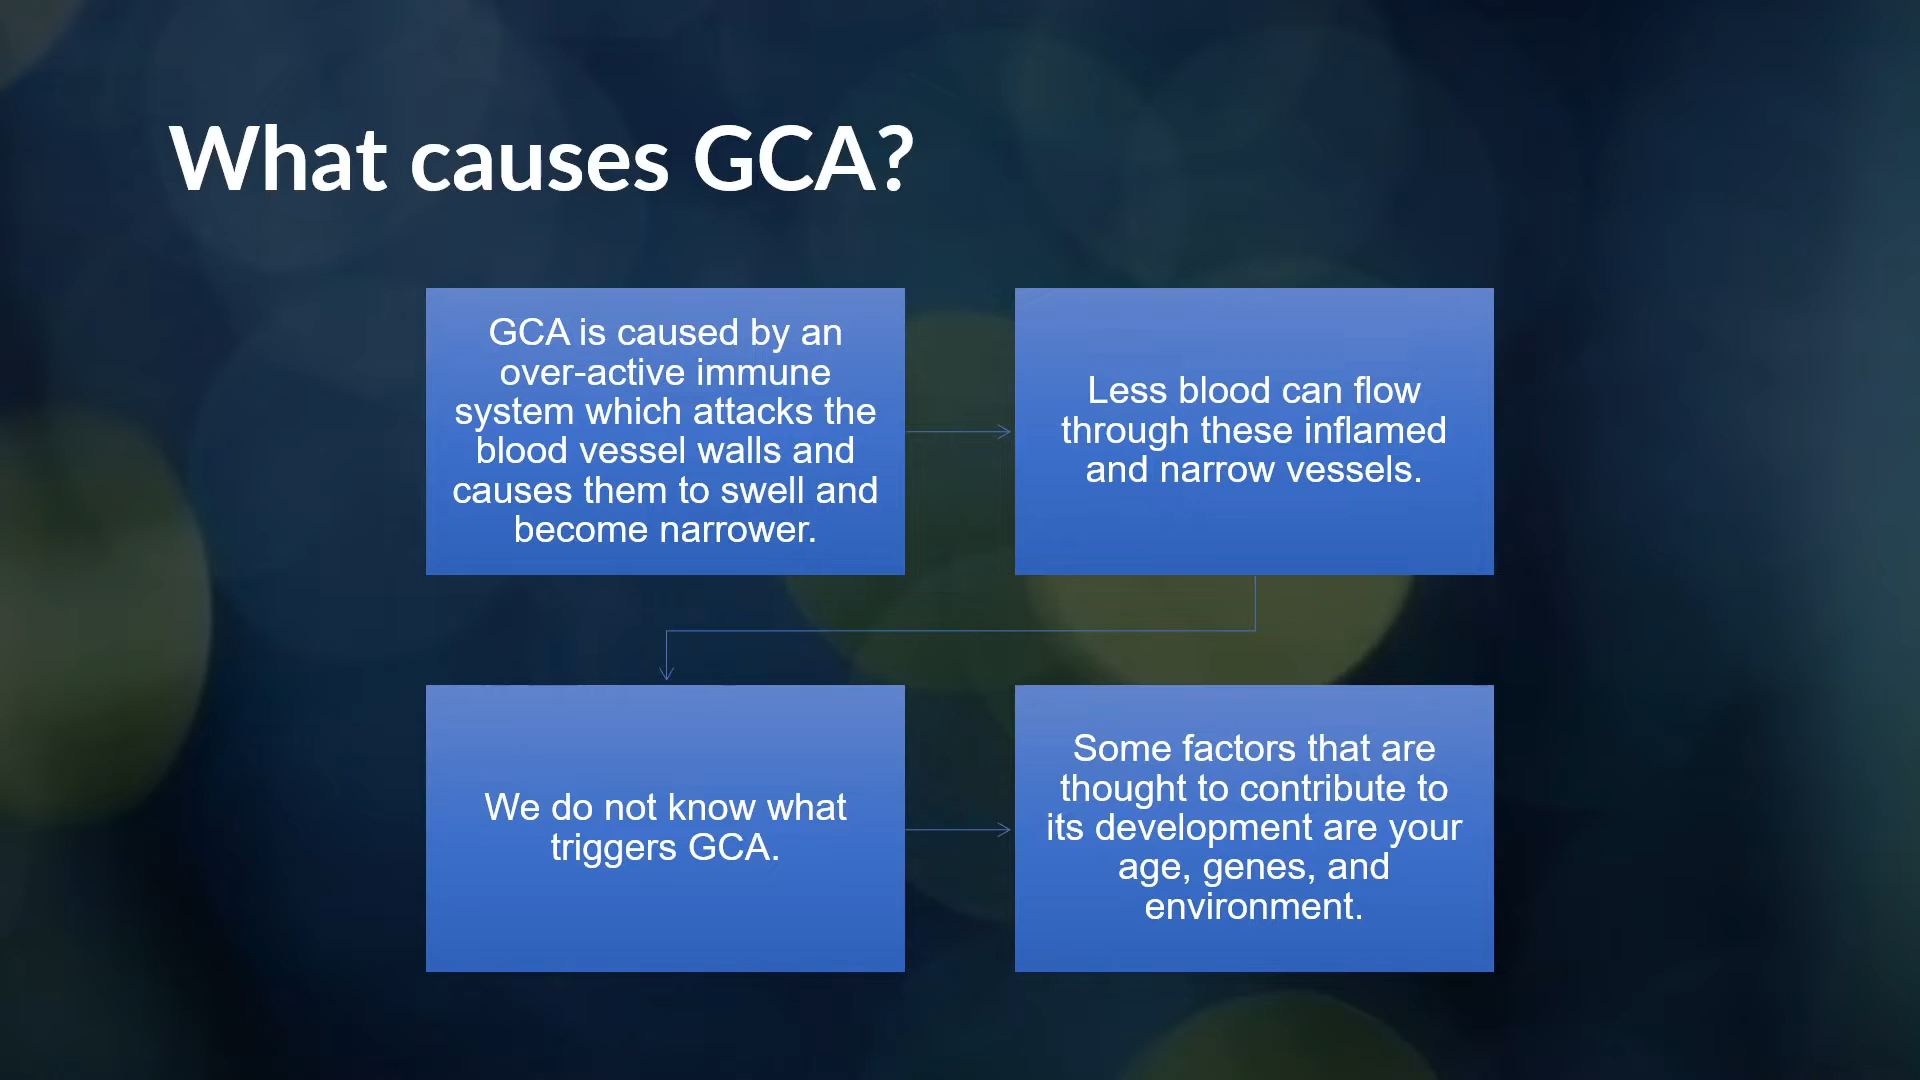 What causes GCA?
GCA is caused by an
over-active immune
system which attacks the
blood vessel walls and
causes them to swell and
become narrower.
Less blood can flow
through these inflamed
and narrow vessels.
We do not know what
triggers GCA.
Some factors that are
thought to contribute to
its development are your
age, genes, and
environment.